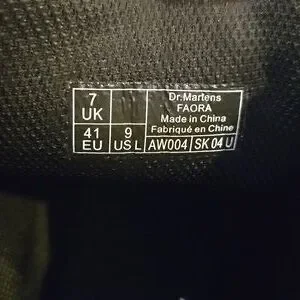 7
UK
41
EU
9
US L
Dr.Martens
FAORA
Made in China
Fabriqué en Chine
AW004
SK 04 U